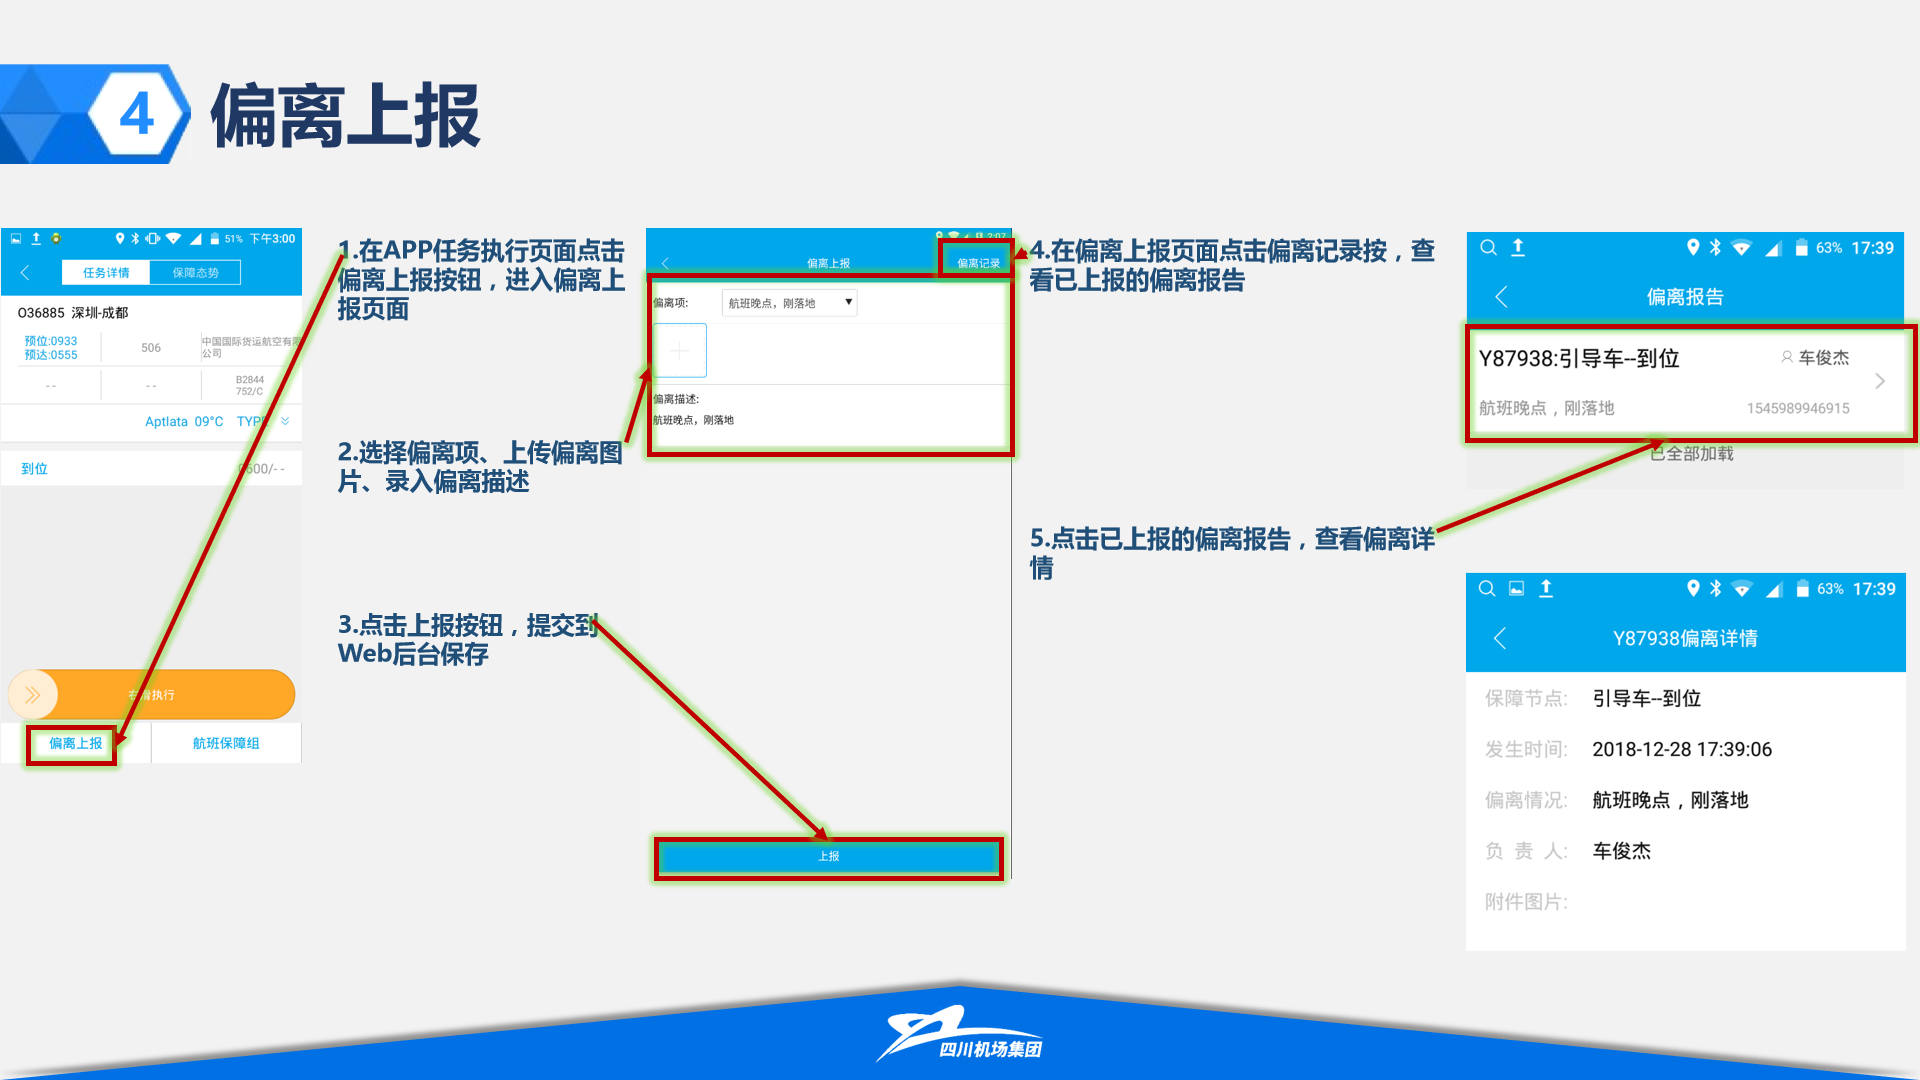 4 偏离上报
51% 下午3:00
任务详情 保障态势
O36885 深圳-成都
预位:0933
预达:0555
506
中国国际货运航空有限
公司
-- --
B2844
752/C
Aptlata 09°C TYP
到位
0600/--
右滑执行
偏离上报 航班保障组
1.在APP任务执行页面点击
偏离上报按钮，进入偏离上
报页面
2.选择偏离项、上传偏离图
片、录入偏离描述
3.点击上报按钮，提交到
Web后台保存
偏离上报 偏离记录
偏离项: 航班晚点，刚落地
偏离描述:
航班晚点，刚落地
上报
4.在偏离上报页面点击偏离记录按，查
看已上报的偏离报告
5.点击已上报的偏离报告，查看偏离详
情
63% 17:39
偏离报告
Y87938:引导车--到位 车俊杰
航班晚点，刚落地 1545989946915
已全部加载
63% 17:39
Y87938偏离详情
保障节点: 引导车--到位
发生时间: 2018-12-28 17:39:06
偏离情况: 航班晚点，刚落地
负 责 人: 车俊杰
附件图片:
四川机场集团